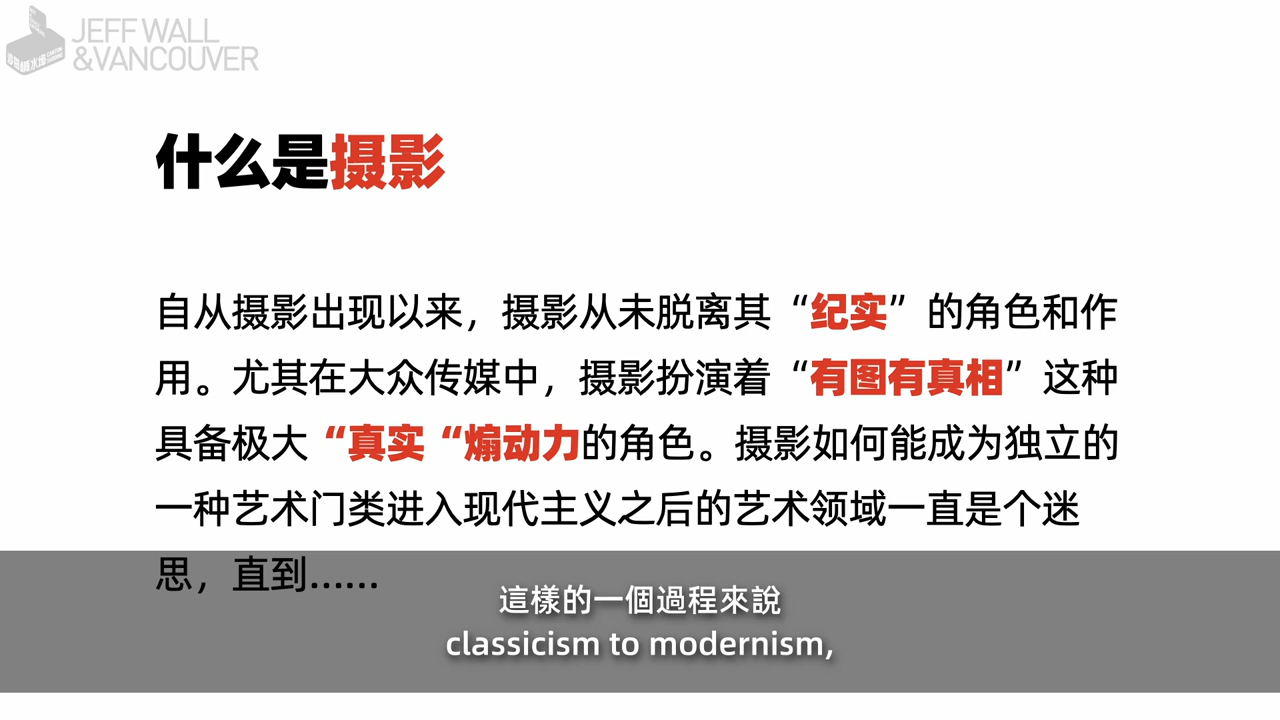 JEFF WALL
&VANCOUVER
什么是摄影
自从摄影出现以来，摄影从未脱离其“纪实”的角色和作
用。尤其在大众传媒中，摄影扮演着“有图有真相”这种
具备极大“真实“煽动力的角色。摄影如何能成为独立的
一种艺术门类进入现代主义之后的艺术领域一直是个迷
思，直到……
這樣的一個過程來說
classicism to modernism,